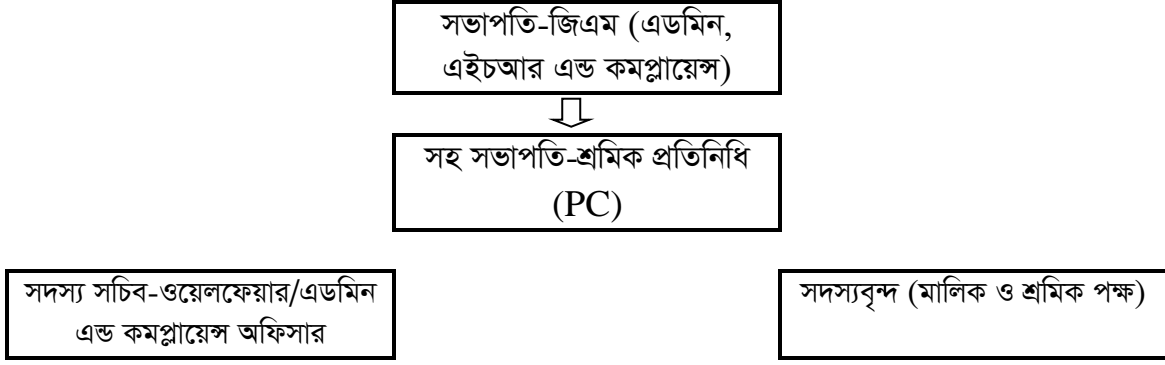 সভাপতি-জিএম (এডমিন,
এইচআর এন্ড কমপ্লায়েন্স)
সহ সভাপতি-শ্রমিক প্রতিনিধি
(PC)
সদস্য সচিব-ওয়েলফেয়ার/এডমিন
এন্ড কমপ্লায়েন্স অফিসার
সদস্যবৃন্দ (মালিক ও শ্রমিক পক্ষ)